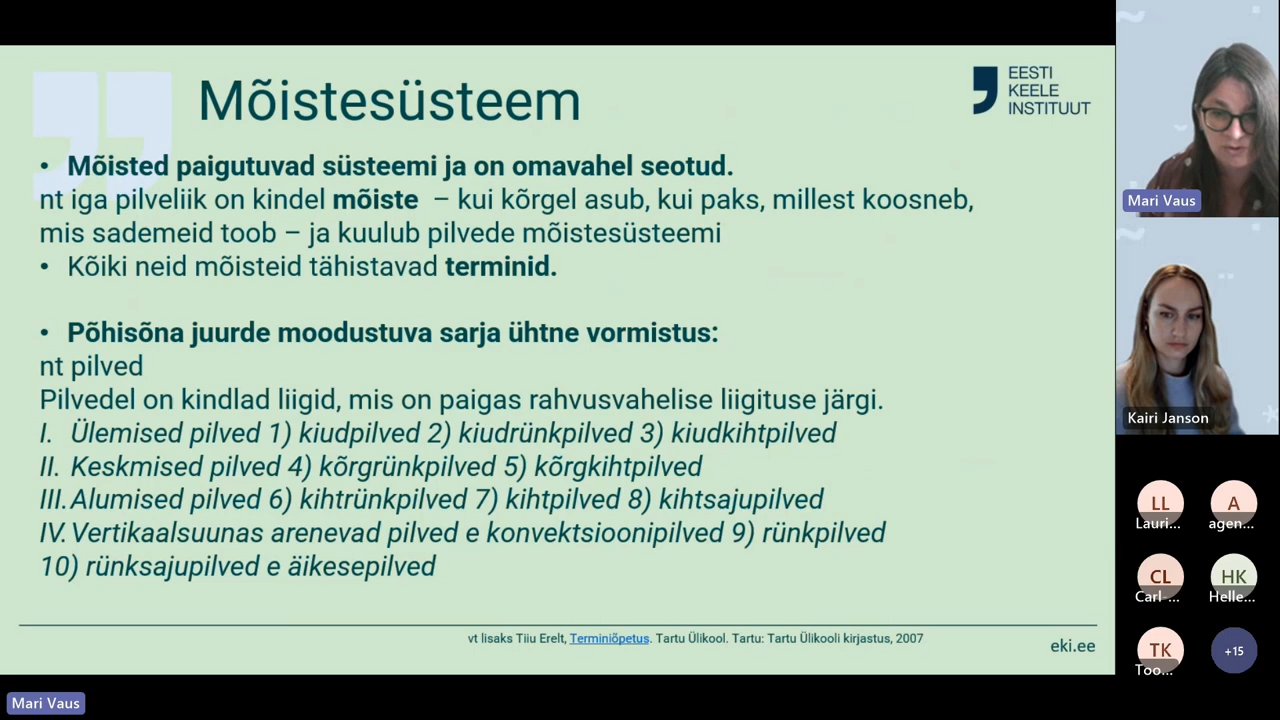 Mõistesüsteem
EESTI
KEELE
INSTITUUT
• Mõisted paigutuvad süsteemi ja on omavahel seotud.
nt iga pilveliik on kindel mõiste – kui kõrgel asub, kui paks, millest koosneb,
mis sademeid toob – ja kuulub pilvede mõistesüsteemi
• Kõiki neid mõisteid tähistavad terminid.
• Põhisõna juurde moodustuva sarja ühtne vormistus:
nt pilved
Pilvedel on kindlad liigid, mis on paigas rahvusvahelise liigituse järgi.
I. Ülemised pilved 1) kiudpilved 2) kiudrünkpilved 3) kiudkihtpilved
II. Keskmised pilved 4) kõrgrünkpilved 5) kõrgkihtpilved
III. Alumised pilved 6) kihtrünkpilved 7) kihtpilved 8) kihtsajupilved
IV. Vertikaalsuunas arenevad pilved e konvektsioonipilved 9) rünkpilved
10) rünksajupilved e äikesepilved
vt lisaks Tiiu Erelt, Terminiõpetus. Tartu Ülikool. Tartu: Tartu Ülikooli kirjastus, 2007
eki.ee
Mari Vaus
Mari Vaus
Kairi Janson
LL A
Lauri... agen...
CL HK
Carl-... Helle...
TK +15
Too...